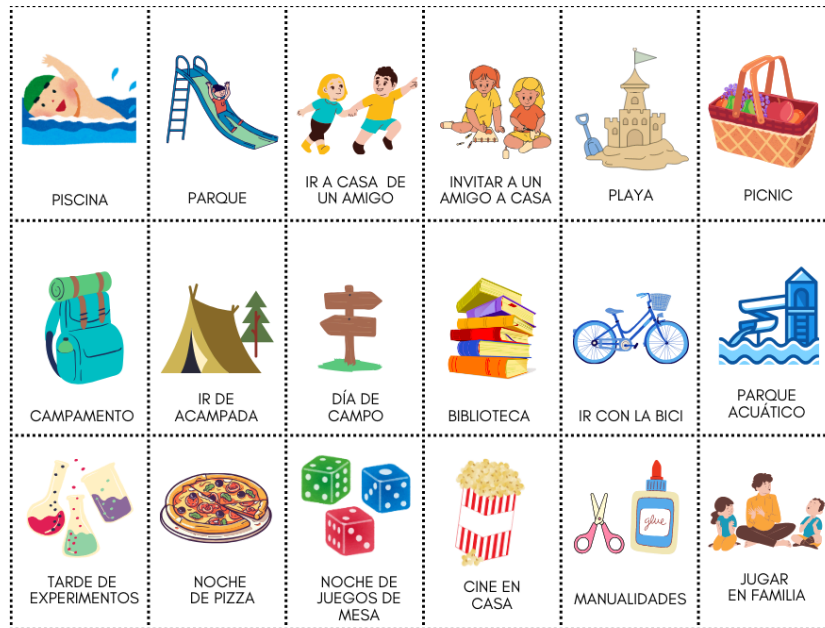 PISCINA
PARQUE
IR A CASA DE
UN AMIGO
INVITAR A UN
AMIGO A CASA
PLAYA
PICNIC
CAMPAMENTO
IR DE
ACAMPADA
DÍA DE
CAMPO
BIBLIOTECA
IR CON LA BICI
PARQUE
ACUÁTICO
TARDE DE
EXPERIMENTOS
NOCHE
DE PIZZA
NOCHE DE
JUEGOS DE
MESA
CINE EN
CASA
glue
MANUALIDADES
JUGAR
EN FAMILIA